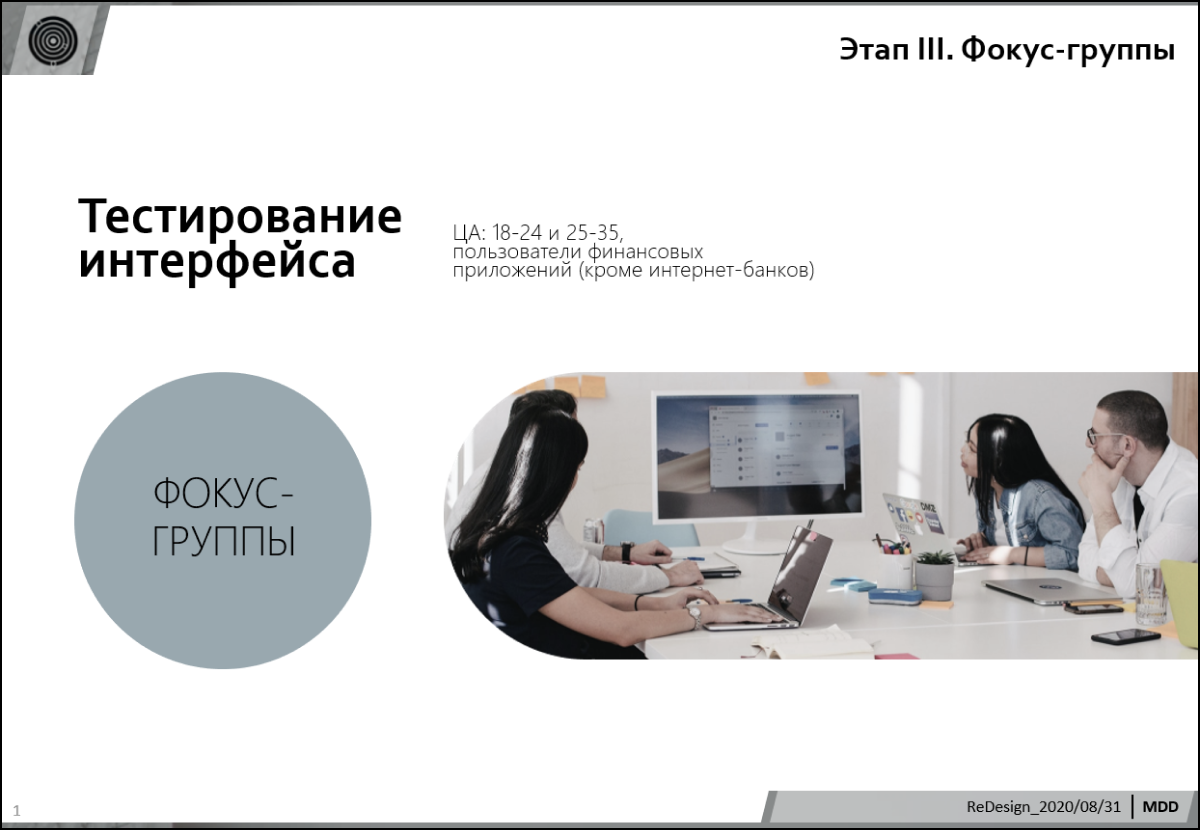 Этап III. Фокус-группы
Тестирование
интерфейса
ЦА: 18-24 и 25-35,
пользователи финансовых
приложений (кроме интернет-банков)
ФОКУС-
ГРУППЫ
DMZ
1
ReDesign_2020/08/31 | MDD